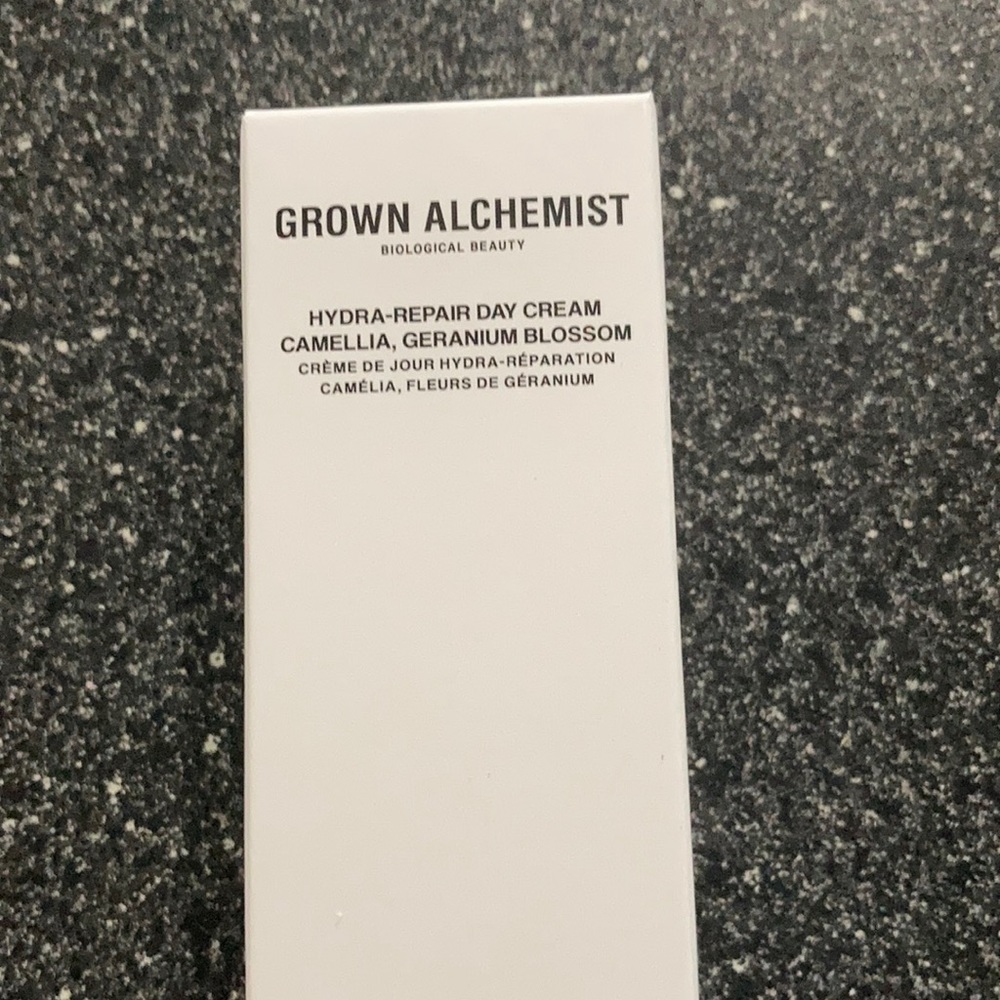 GROWN ALCHEMIST
BIOLOGICAL BEAUTY
HYDRA-REPAIR DAY CREAM
CAMELLIA, GERANIUM BLOSSOM
CRÈME DE JOUR HYDRA-RÉPARATION
CAMÉLIA, FLEURS DE GÉRANIUM